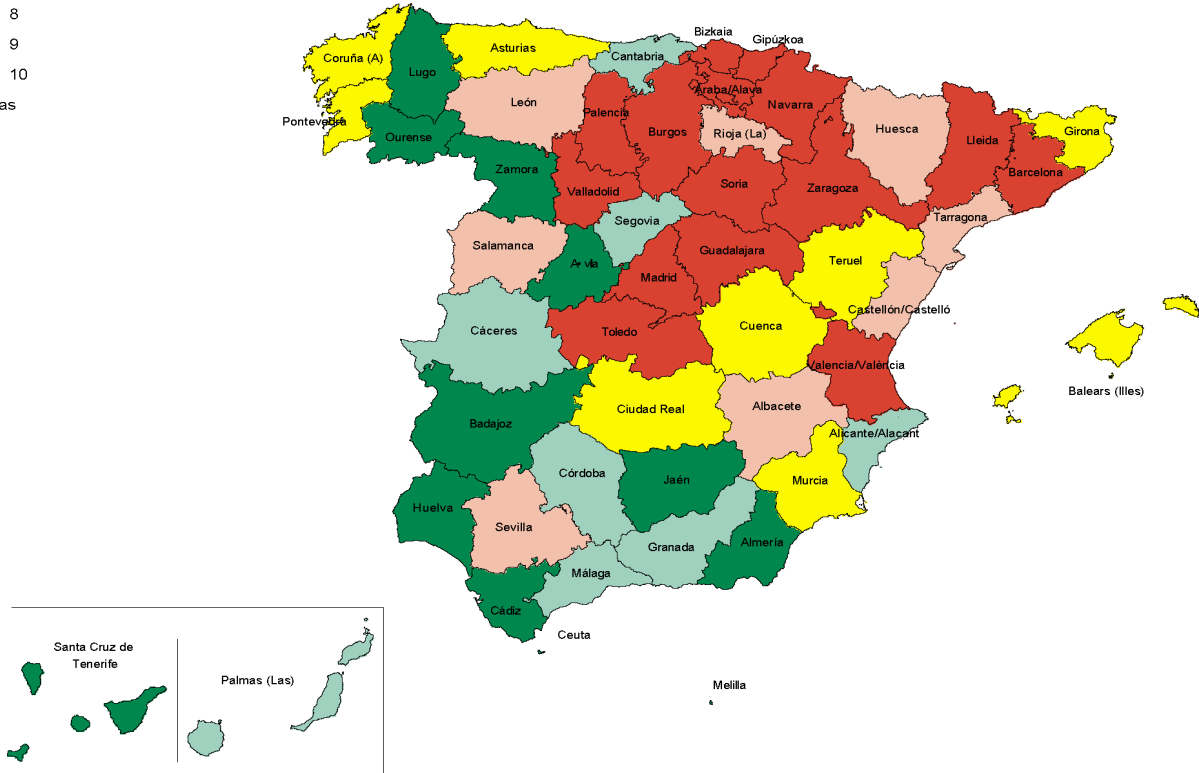 8
9
10
as
Bizkaia
Gipúzkoa
Coruña (A)
Lugo
Asturias
Cantabria
León
Palencia
Burgos
Araba/Alava
Navarra
Huesca
Lleida
Girona
Pontevedra
Ourense
Rioja (La)
Barcelona
Zamora
Valladolid
Soria
Zaragoza
Tarragona
Segovia
Salamanca
A vila
Madrid
Guadalajara
Teruel
Castellón/Castelló
Cáceres
Toledo
Cuenca
Valencia/València
Balears (Illes)
Ciudad Real
Albacete
Badajoz
Alicante/Alacant
Córdoba
Jaén
Murcia
Huelva
Sevilla
Granada
Almería
Málaga
Cádiz
Ceuta
Melilla
Santa Cruz de
Tenerife
Palmas (Las)